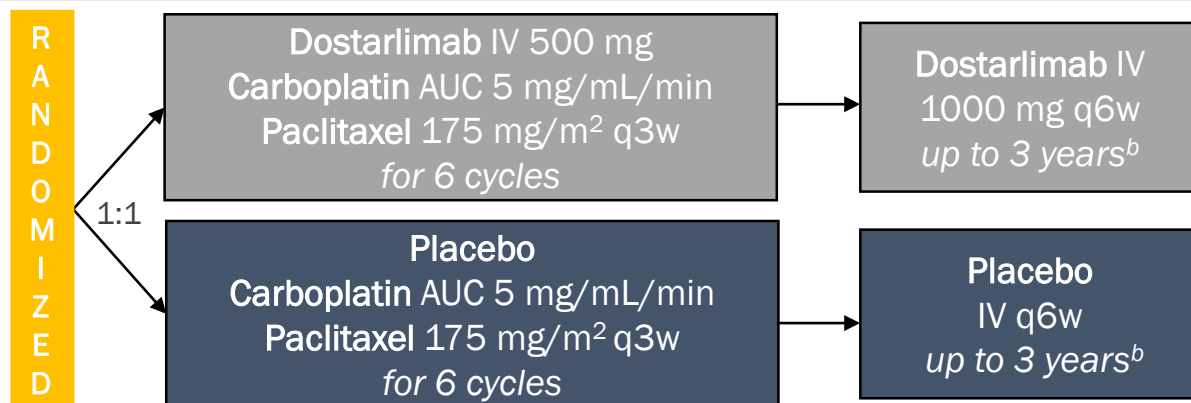 RANDOMIZED
1:1
Dostarlimab IV 500 mg
Carboplatin AUC 5 mg/mL/min
Paclitaxel 175 mg/m² q3w
for 6 cycles
Dostarlimab IV
1000 mg q6w
up to 3 yearsᵇ
Placebo
Carboplatin AUC 5 mg/mL/min
Paclitaxel 175 mg/m² q3w
for 6 cycles
Placebo
IV q6w
up to 3 yearsᵇ